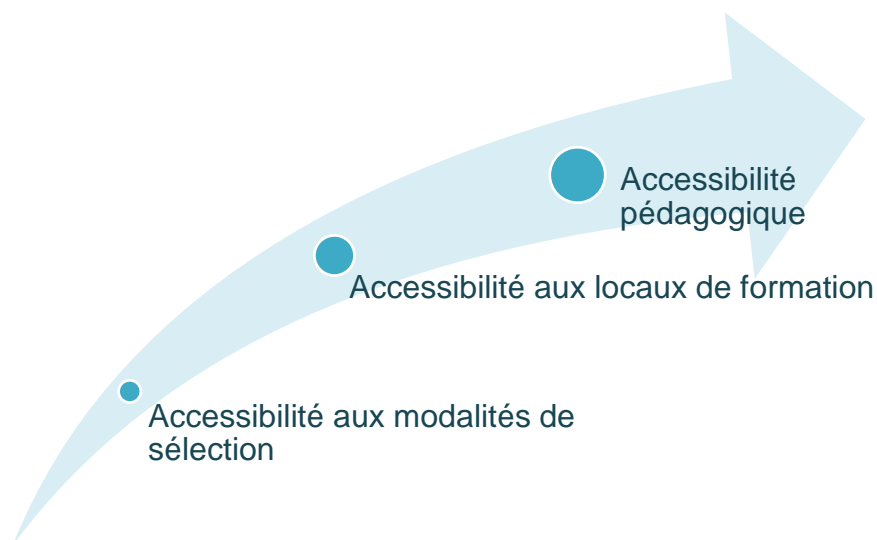 Accessibilité
pédagogique
Accessibilité aux locaux de formation
Accessibilité aux modalités de
sélection